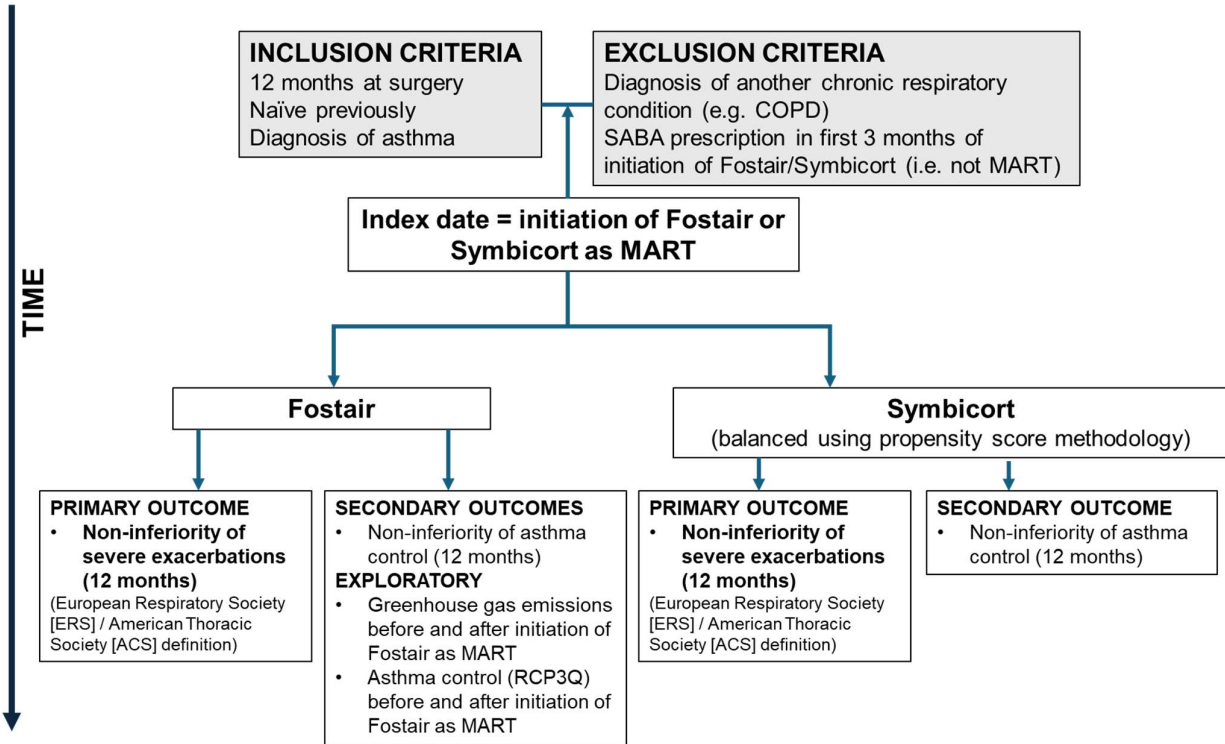 INCLUSION CRITERIA
12 months at surgery
Naïve previously
Diagnosis of asthma
EXCLUSION CRITERIA
Diagnosis of another chronic respiratory
condition (e.g. COPD)
SABA prescription in first 3 months of
initiation of Fostair/Symbicort (i.e. not MART)
Index date = initiation of Fostair or
Symbicort as MART
TIME
Fostair
Symbicort
(balanced using propensity score methodology)
PRIMARY OUTCOME
• Non-inferiority of
severe exacerbations
(12 months)
(European Respiratory Society
[ERS] / American Thoracic
Society [ACS] definition)
SECONDARY OUTCOMES
• Non-inferiority of asthma
control (12 months)
EXPLORATORY
• Greenhouse gas emissions
before and after initiation of
Fostair as MART
• Asthma control (RCP3Q)
before and after initiation of
Fostair as MART
PRIMARY OUTCOME
• Non-inferiority of
severe exacerbations
(12 months)
(European Respiratory Society
[ERS] / American Thoracic
Society [ACS] definition)
SECONDARY OUTCOME
• Non-inferiority of asthma
control (12 months)